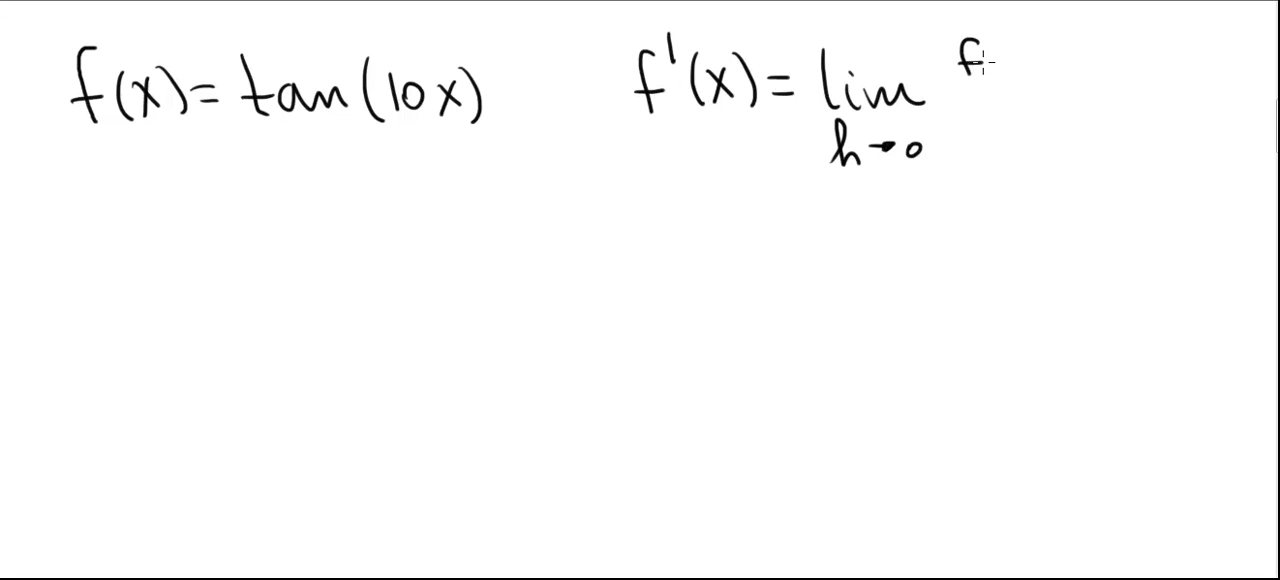 f(x) = tan(10x) f'(x) = lim f
h→0